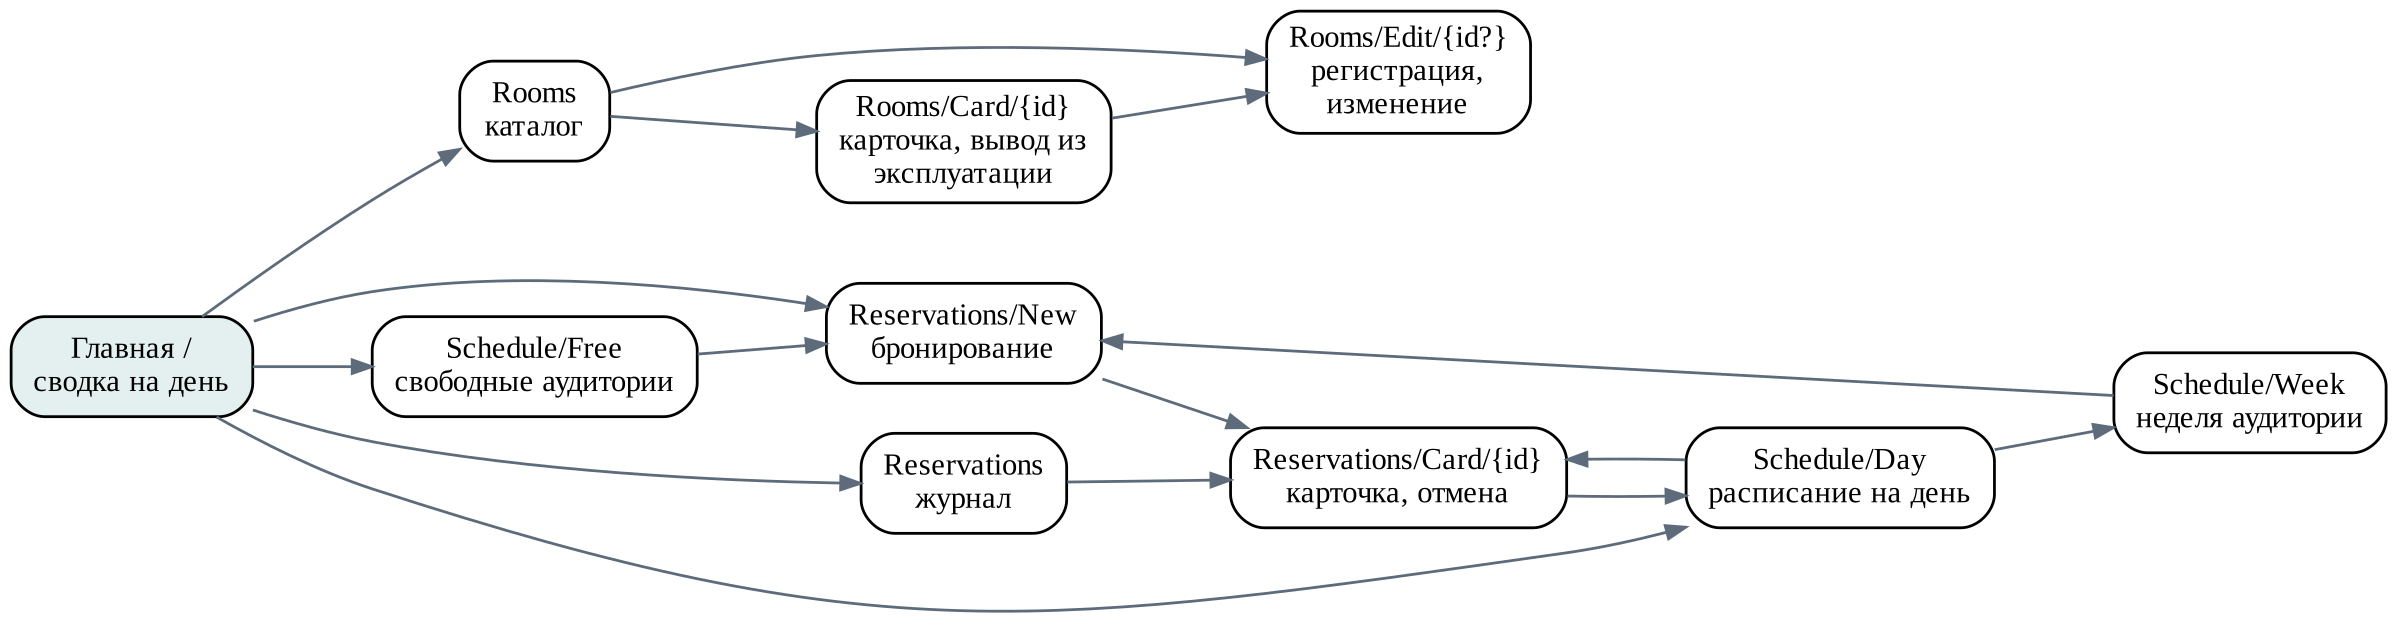 Rooms/Edit/{id?}
регистрация,
изменение
Rooms
каталог
Rooms/Card/{id}
карточка, вывод из
эксплуатации
Reservations/New
бронирование
Главная /
сводка на день
Schedule/Free
свободные аудитории
Schedule/Week
неделя аудитории
Reservations
журнал
Reservations/Card/{id}
карточка, отмена
Schedule/Day
расписание на день